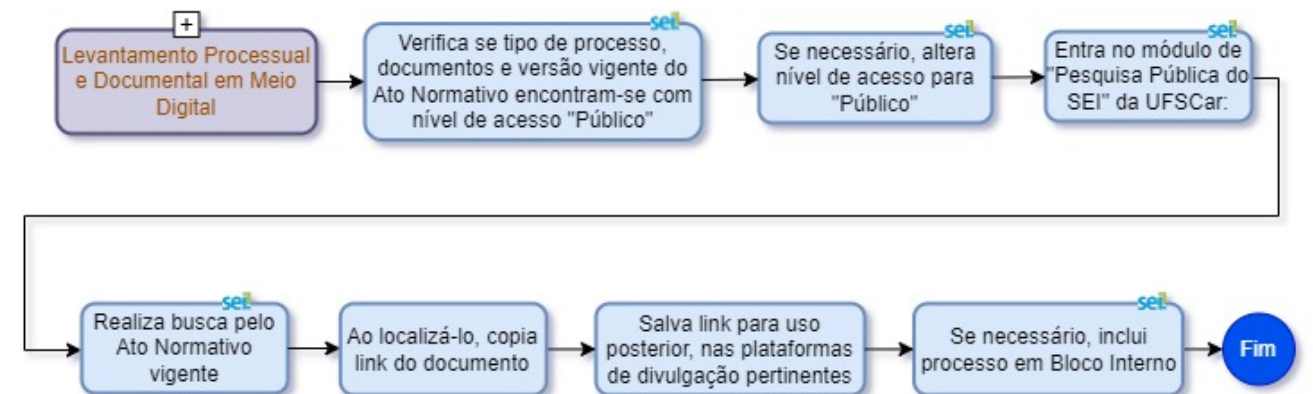 +
Levantamento Processual
e Documental em Meio
Digital
sei!
Verifica se tipo de processo,
documentos e versão vigente do
Ato Normativo encontram-se com
nível de acesso "Público"
sei!
Se necessário, altera
nível de acesso para
"Público"
sei!
Entra no módulo de
"Pesquisa Pública do
SEI" da UFSCar:
sei!
Realiza busca pelo
Ato Normativo
vigente
Ao localizá-lo, copia
link do documento
Salva link para uso
posterior, nas plataformas
de divulgação pertinentes
sei!
Se necessário, inclui
processo em Bloco Interno
Fim